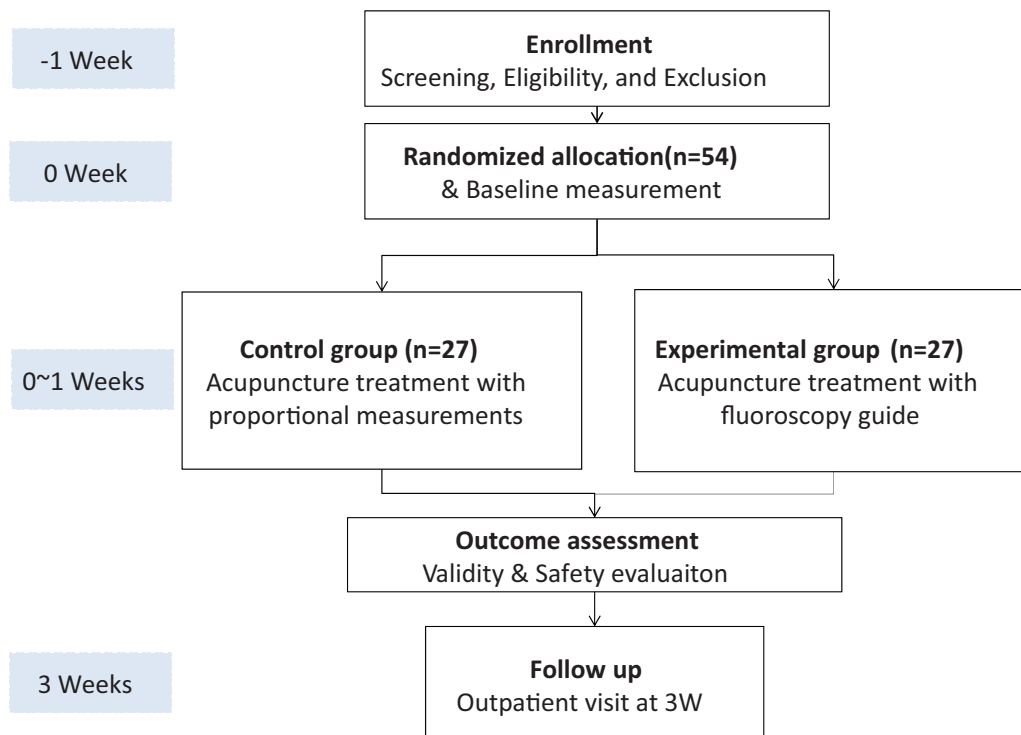 -1 Week
Enrollment
Screening, Eligibility, and Exclusion
0 Week
Randomized allocation(n=54)
& Baseline measurement
0~1 Weeks
Control group (n=27)
Acupuncture treatment with
proportional measurements
Experimental group (n=27)
Acupuncture treatment with
fluoroscopy guide
Outcome assessment
Validity & Safety evaluaiton
3 Weeks
Follow up
Outpatient visit at 3W